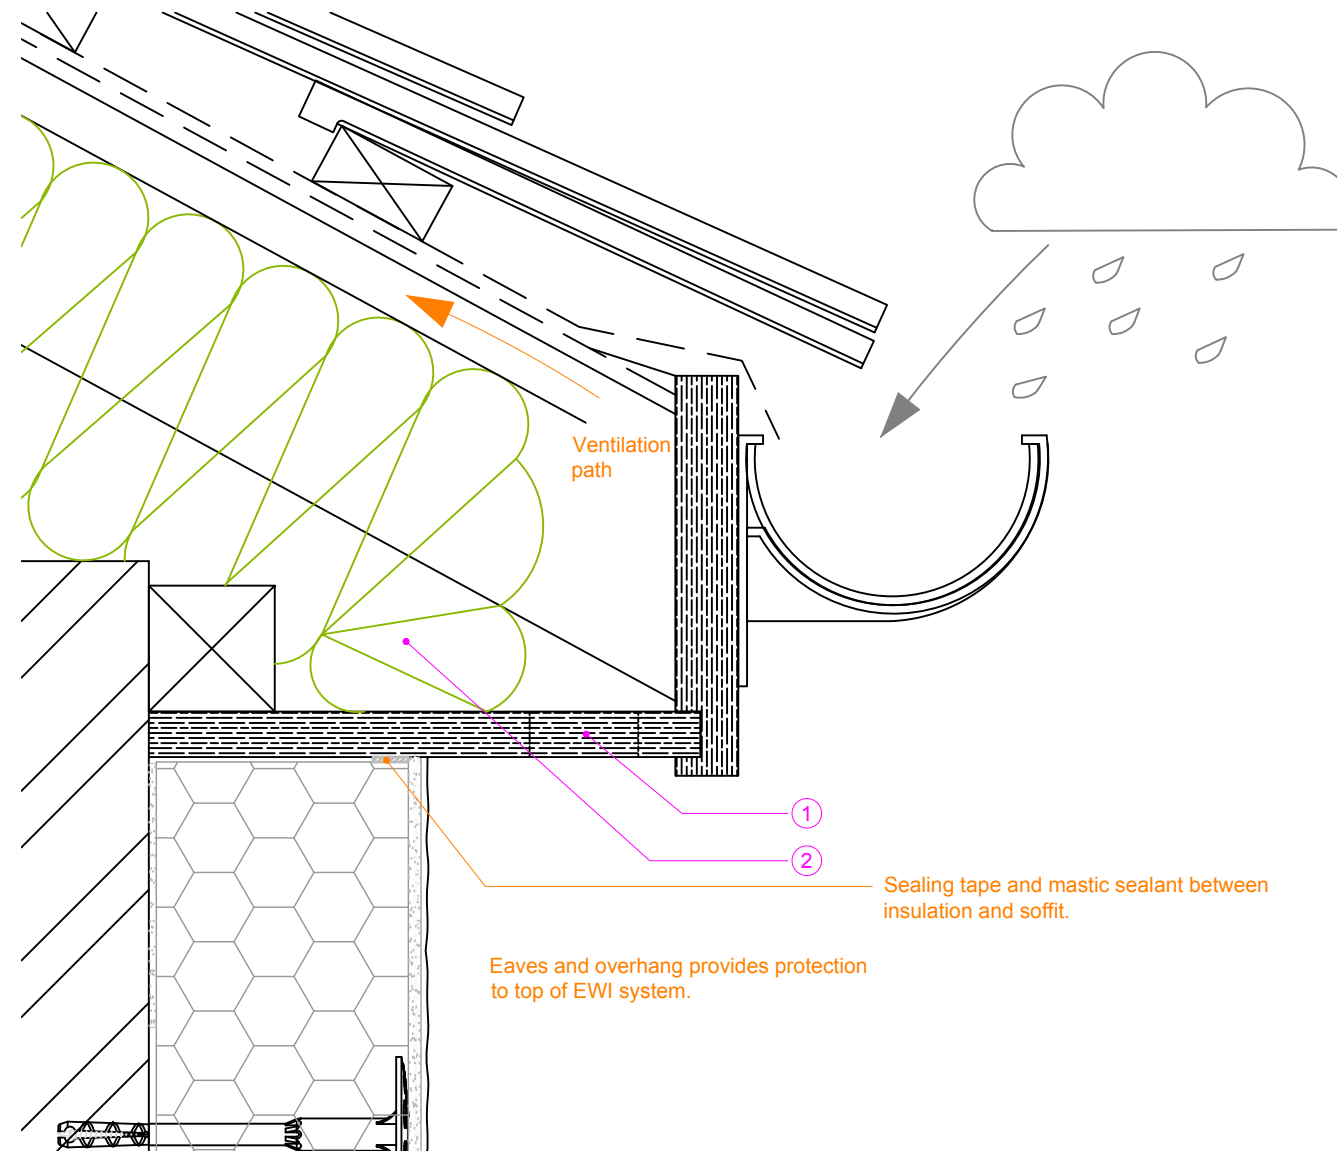 Ventilation
path
1
2
Sealing tape and mastic sealant between
insulation and soffit.
Eaves and overhang provides protection
to top of EWI system.